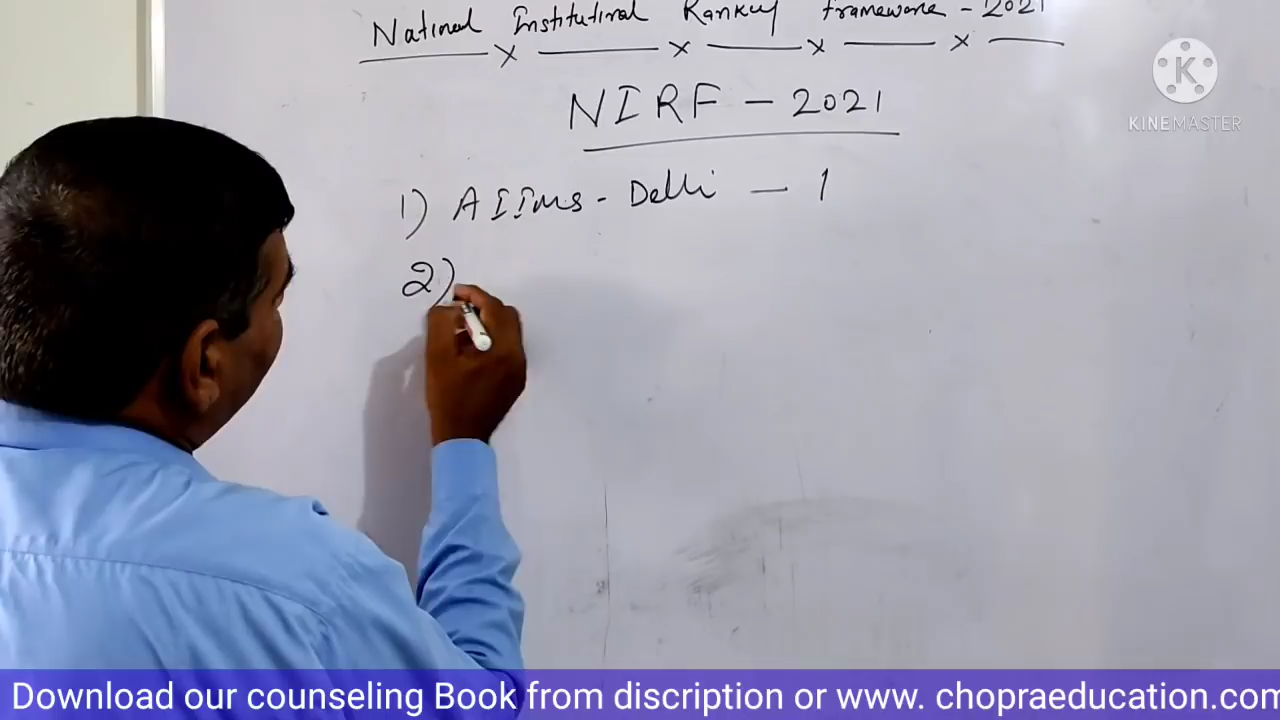 National Institutional Ranking framework - 2021
NIRF - 2021
1) AIIMS - Delhi - 1
2)
KINEMASTER
Download our counseling Book from discription or www. chopraeducation.com